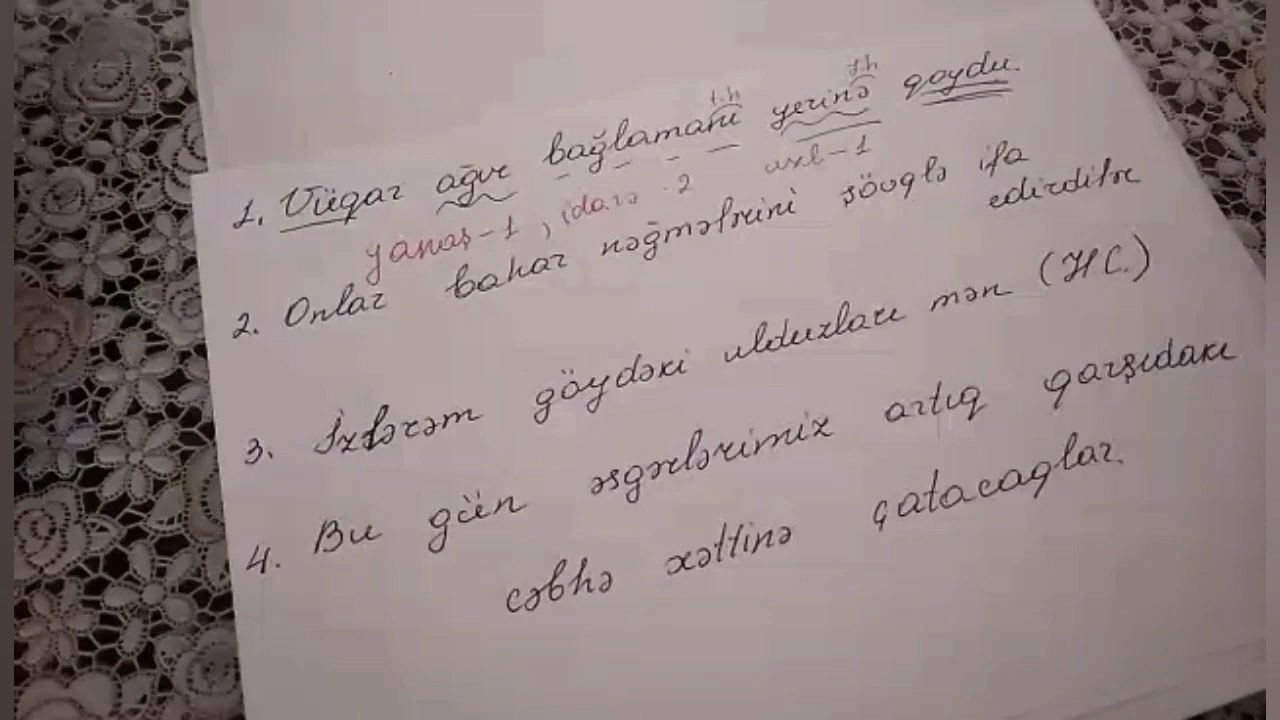 t.h
y.h
1. Vüqar ağır bağlamanı yerinə qoydu.
yanaş-1, idarə 2 uzl-1
2. Onlar bahar nəğmələrini şövqlə ifa
edirdilər
3. İzlərəm göydəki ulduzları mən (H C.)
4. Bu gün əsgərlərimiz artıq qarşıdakı
cəbhə xəttinə çatacaqlar.